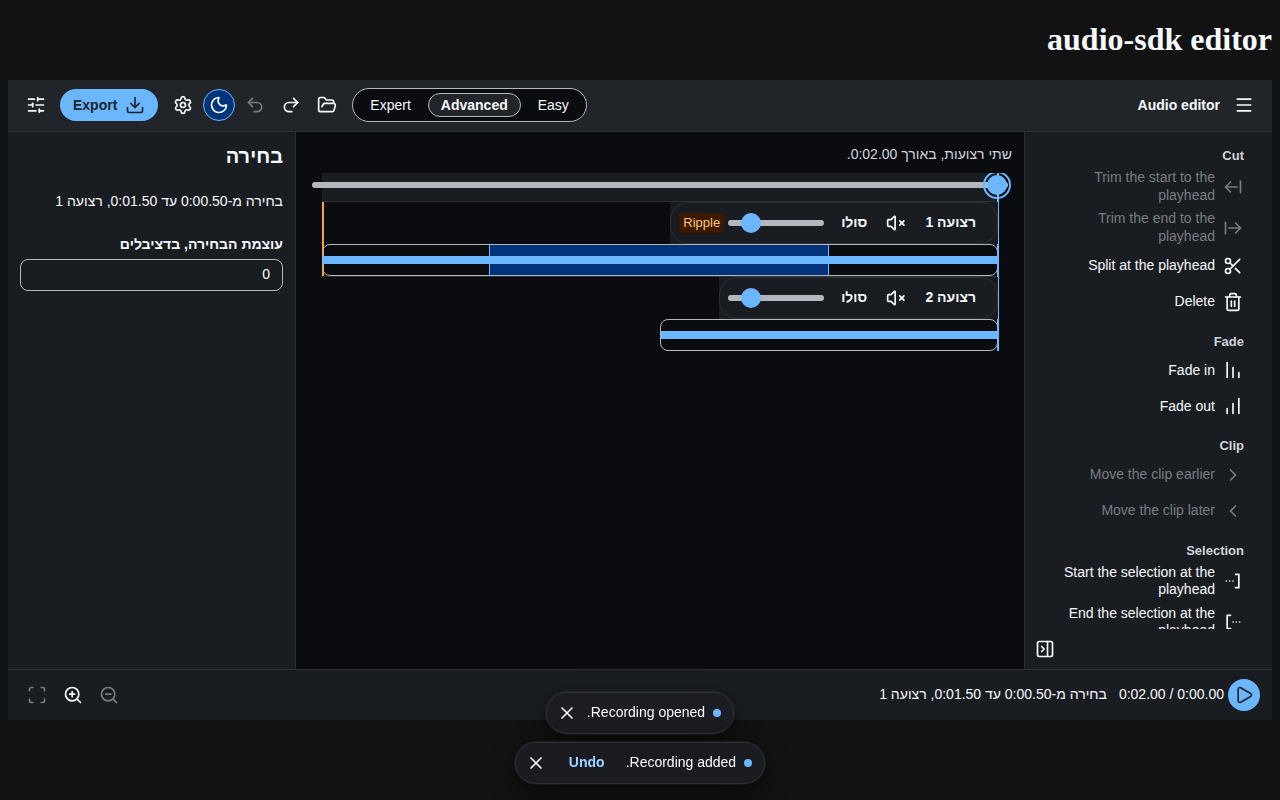 audio-sdk editor
Audio editor
Easy
Advanced
Expert
Export
Cut
Trim the start to the
playhead
Trim the end to the
playhead
Split at the playhead
Delete
Fade
Fade in
Fade out
Clip
Move the clip earlier
Move the clip later
Selection
Start the selection at the
playhead
End the selection at the
שתי רצועות, באורך 0:02.00.
רצועה 1
סולו
Ripple
רצועה 2
סולו
בחירה
בחירה מ-0:00.50 עד 0:01.50, רצועה 1
עוצמת הבחירה, בדציבלים
0
0:02.00 / 0:00.00
בחירה מ-0:00.50 עד 0:01.50, רצועה 1
.Recording opened
.Recording added
Undo